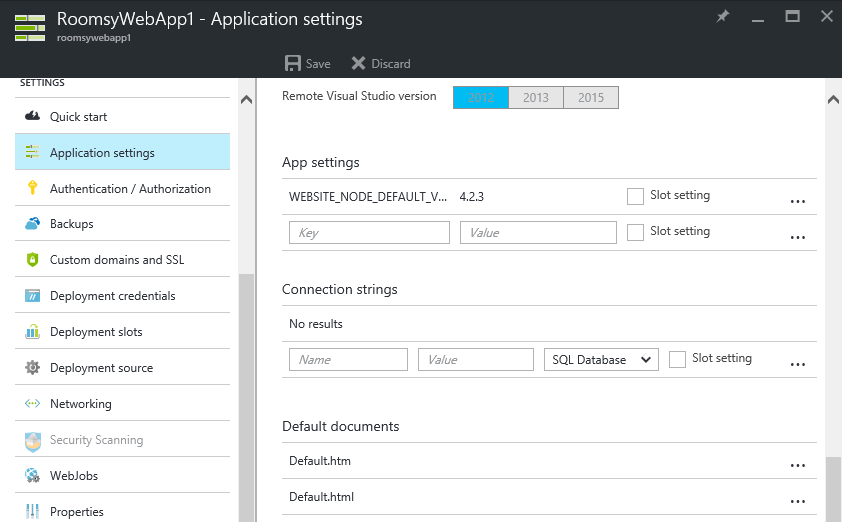 RoomsyWebApp1 - Application settings
roomsywebapp1
Save
Discard
SETTINGS
Quick start
Application settings
Authentication / Authorization
Backups
Custom domains and SSL
Deployment credentials
Deployment slots
Deployment source
Networking
Security Scanning
WebJobs
Properties
Remote Visual Studio version
2012
2013
2015
App settings
WEBSITE_NODE_DEFAULT_V...
4.2.3
Slot setting
...
Key
Value
Slot setting
...
Connection strings
No results
Name
Value
SQL Database
Slot setting
...
Default documents
Default.htm
...
Default.html
...